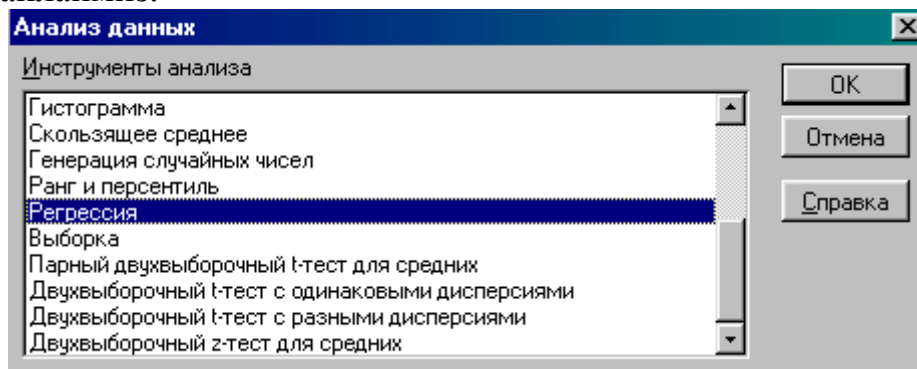 Анализ данных
Инструменты анализа
Гистограмма
Скользящее среднее
Генерация случайных чисел
Ранг и персентиль
Регрессия
Выборка
Парный двухвыборочный t-тест для средних
Двухвыборочный t-тест с одинаковыми дисперсиями
Двухвыборочный t-тест с разными дисперсиями
Двухвыборочный z-тест для средних
OK
Отмена
Справка